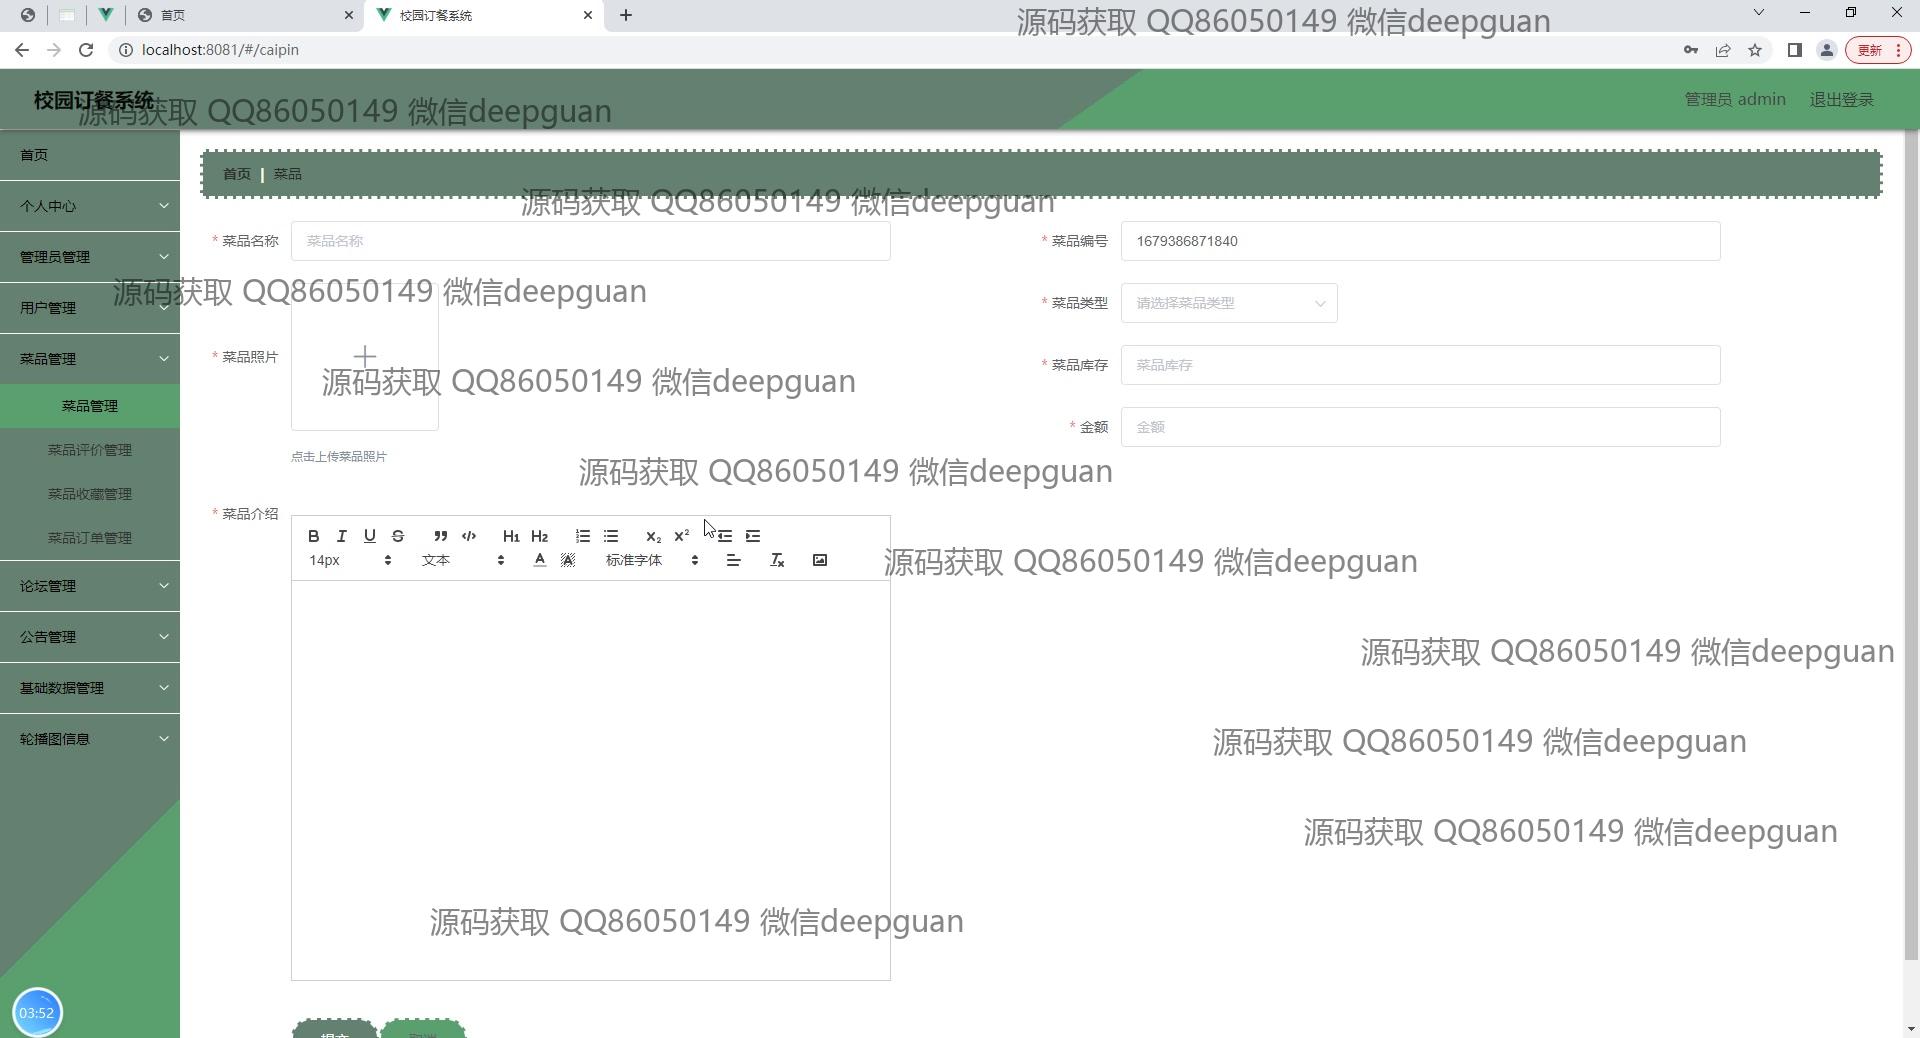 首页
校园订餐系统
源码获取 QQ86050149 微信deepguan
localhost:8081/#/caipin
更新
校园订餐系统
源码获取 QQ86050149 微信deepguan
管理员 admin
退出登录
首页
个人中心
管理员管理
用户管理
菜品管理
菜品管理
菜品评价管理
菜品收藏管理
菜品订单管理
论坛管理
公告管理
基础数据管理
轮播图信息
03:52
首页 | 菜品
源码获取 QQ86050149 微信deepguan
* 菜品名称 菜品名称
* 菜品编号 1679386871840
源码获取 QQ86050149 微信deepguan
* 菜品类型 请选择菜品类型
* 菜品照片
* 菜品库存 菜品库存
源码获取 QQ86050149 微信deepguan
* 金额 金额
点击上传菜品照片
源码获取 QQ86050149 微信deepguan
* 菜品介绍
B I U S H1 H2 X2 X2
14px 文本 A A 标准字体 Tx
源码获取 QQ86050149 微信deepguan
源码获取 QQ86050149 微信deepguan
源码获取 QQ86050149 微信deepguan
源码获取 QQ86050149 微信deepguan
源码获取 QQ86050149 微信deepguan